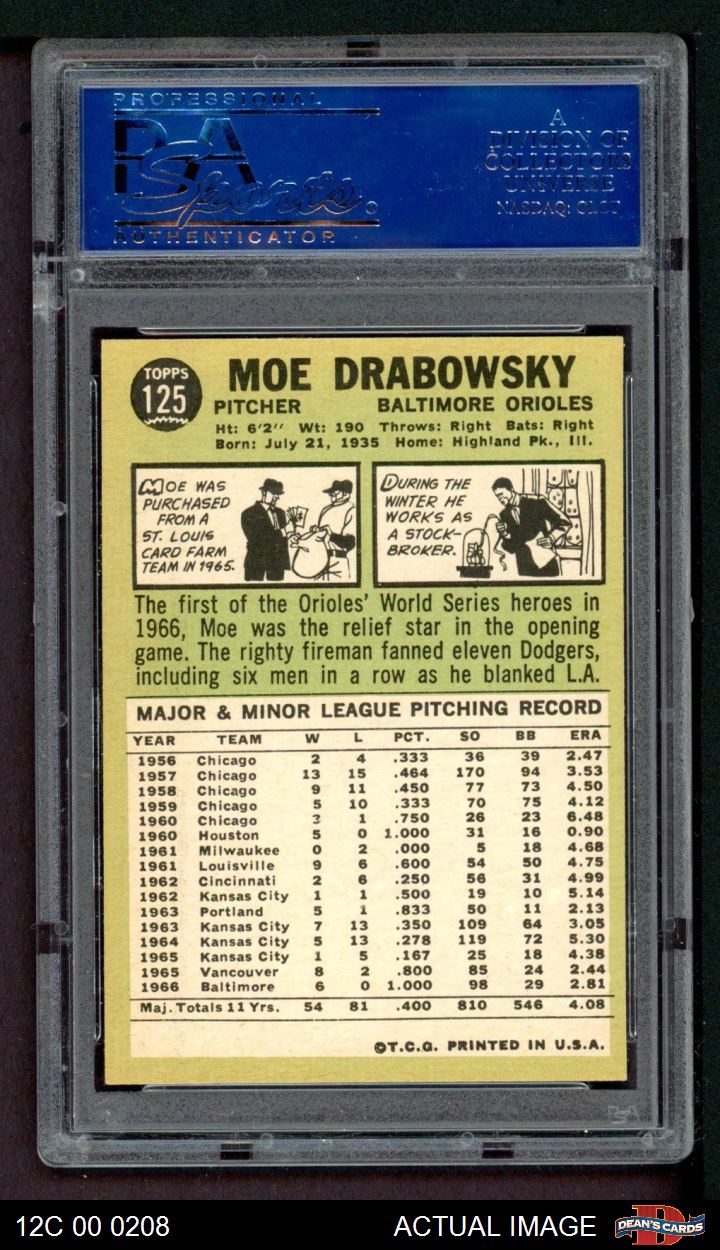 PROFESSIONAL
PSA
Sports
AUTHENTICATOR
A
DIVISION OF
COLLECTORS
UNIVERSE
NASDAQ: CLCT
TOPPS
125
MOE DRABOWSKY
PITCHER BALTIMORE ORIOLES
Ht: 6'2" Wt: 190 Throws: Right Bats: Right
Born: July 21, 1935 Home: Highland Pk., Ill.
MOE WAS
PURCHASED
FROM A
ST. LOUIS
CARD FARM
TEAM IN 1965.
DURING THE
WINTER HE
WORKS AS
A STOCK-
BROKER.
The first of the Orioles' World Series heroes in
1966, Moe was the relief star in the opening
game. The righty fireman fanned eleven Dodgers,
including six men in a row as he blanked L.A.
MAJOR & MINOR LEAGUE PITCHING RECORD
YEAR TEAM W L PCT. SO BB ERA
1956 Chicago 2 4 .333 36 39 2.47
1957 Chicago 13 15 .464 170 94 3.53
1958 Chicago 9 11 .450 77 73 4.50
1959 Chicago 5 10 .333 70 75 4.12
1960 Chicago 3 1 .750 26 23 6.48
1960 Houston 5 0 1.000 31 16 0.90
1961 Milwaukee 0 2 .000 5 18 4.68
1961 Louisville 9 6 .600 54 50 4.75
1962 Cincinnati 2 6 .250 56 31 4.99
1962 Kansas City 1 1 .500 19 10 5.14
1963 Portland 5 1 .833 50 11 2.13
1963 Kansas City 7 13 .350 109 64 3.05
1964 Kansas City 5 13 .278 119 72 5.30
1965 Kansas City 1 5 .167 25 18 4.38
1965 Vancouver 8 2 .800 85 24 2.44
1966 Baltimore 6 0 1.000 98 29 2.81
Maj. Totals 11 Yrs. 54 81 .400 810 546 4.08
©T.C.G. PRINTED IN U.S.A.
PSA
12C 00 0208 ACTUAL IMAGE DEAN'S CARDS